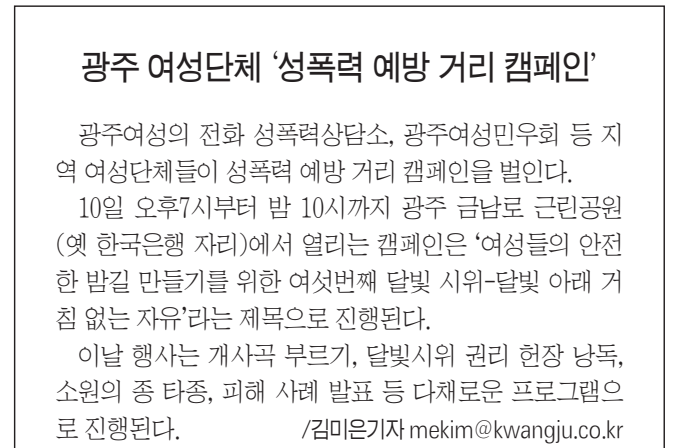 광주 여성단체 ‘성폭력 예방 거리 캠페인’
광주여성의 전화 성폭력상담소, 광주여성민우회 등 지
역 여성단체들이 성폭력 예방 거리 캠페인을 벌인다.
10일 오후7시부터 밤 10시까지 광주 금남로 근린공원
(옛 한국은행 자리)에서 열리는 캠페인은 ‘여성들의 안전
한 밤길 만들기를 위한 여섯번째 달빛 시위-달빛 아래 거
침 없는 자유’라는 제목으로 진행된다.
이날 행사는 개사곡 부르기, 달빛시위 권리 헌장 낭독,
소원의 종 타종, 피해 사례 발표 등 다채로운 프로그램으
로 진행된다. /김미은기자 mekim@kwangju.co.kr